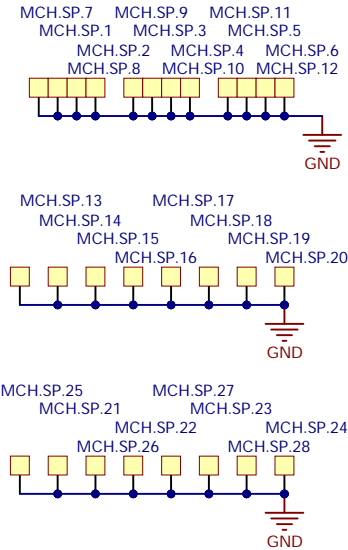 MCH.SP.7 MCH.SP.9 MCH.SP.11
MCH.SP.1 MCH.SP.3 MCH.SP.5
MCH.SP.2 MCH.SP.4 MCH.SP.6
MCH.SP.8 MCH.SP.10 MCH.SP.12
GND
MCH.SP.13 MCH.SP.17
MCH.SP.14 MCH.SP.18
MCH.SP.15 MCH.SP.19
MCH.SP.16 MCH.SP.20
GND
MCH.SP.25 MCH.SP.27
MCH.SP.21 MCH.SP.23
MCH.SP.22 MCH.SP.24
MCH.SP.26 MCH.SP.28
GND